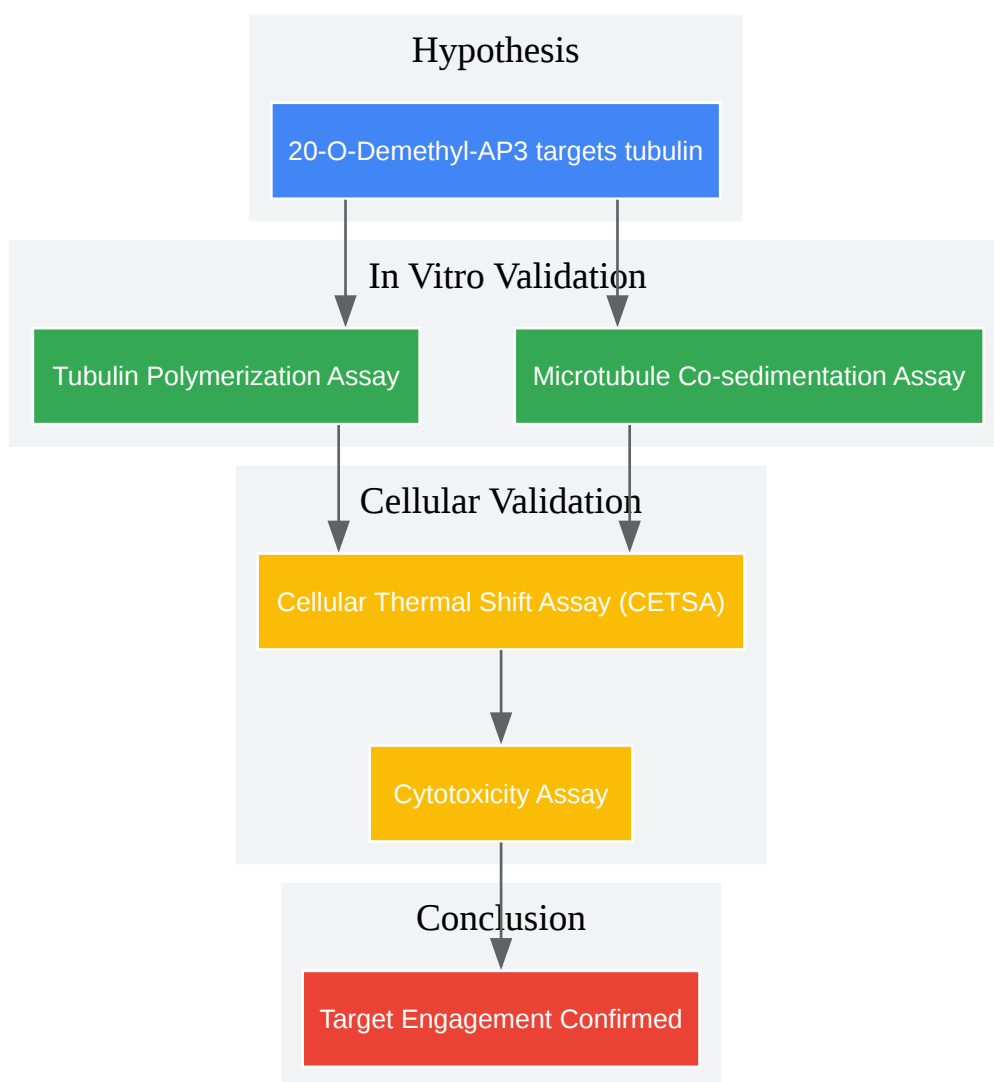 Hypothesis
20-O-Demethyl-AP3 targets tubulin
In Vitro Validation
Tubulin Polymerization Assay
Microtubule Co-sedimentation Assay
Cellular Validation
Cellular Thermal Shift Assay (CETSA)
Cytotoxicity Assay
Conclusion
Target Engagement Confirmed